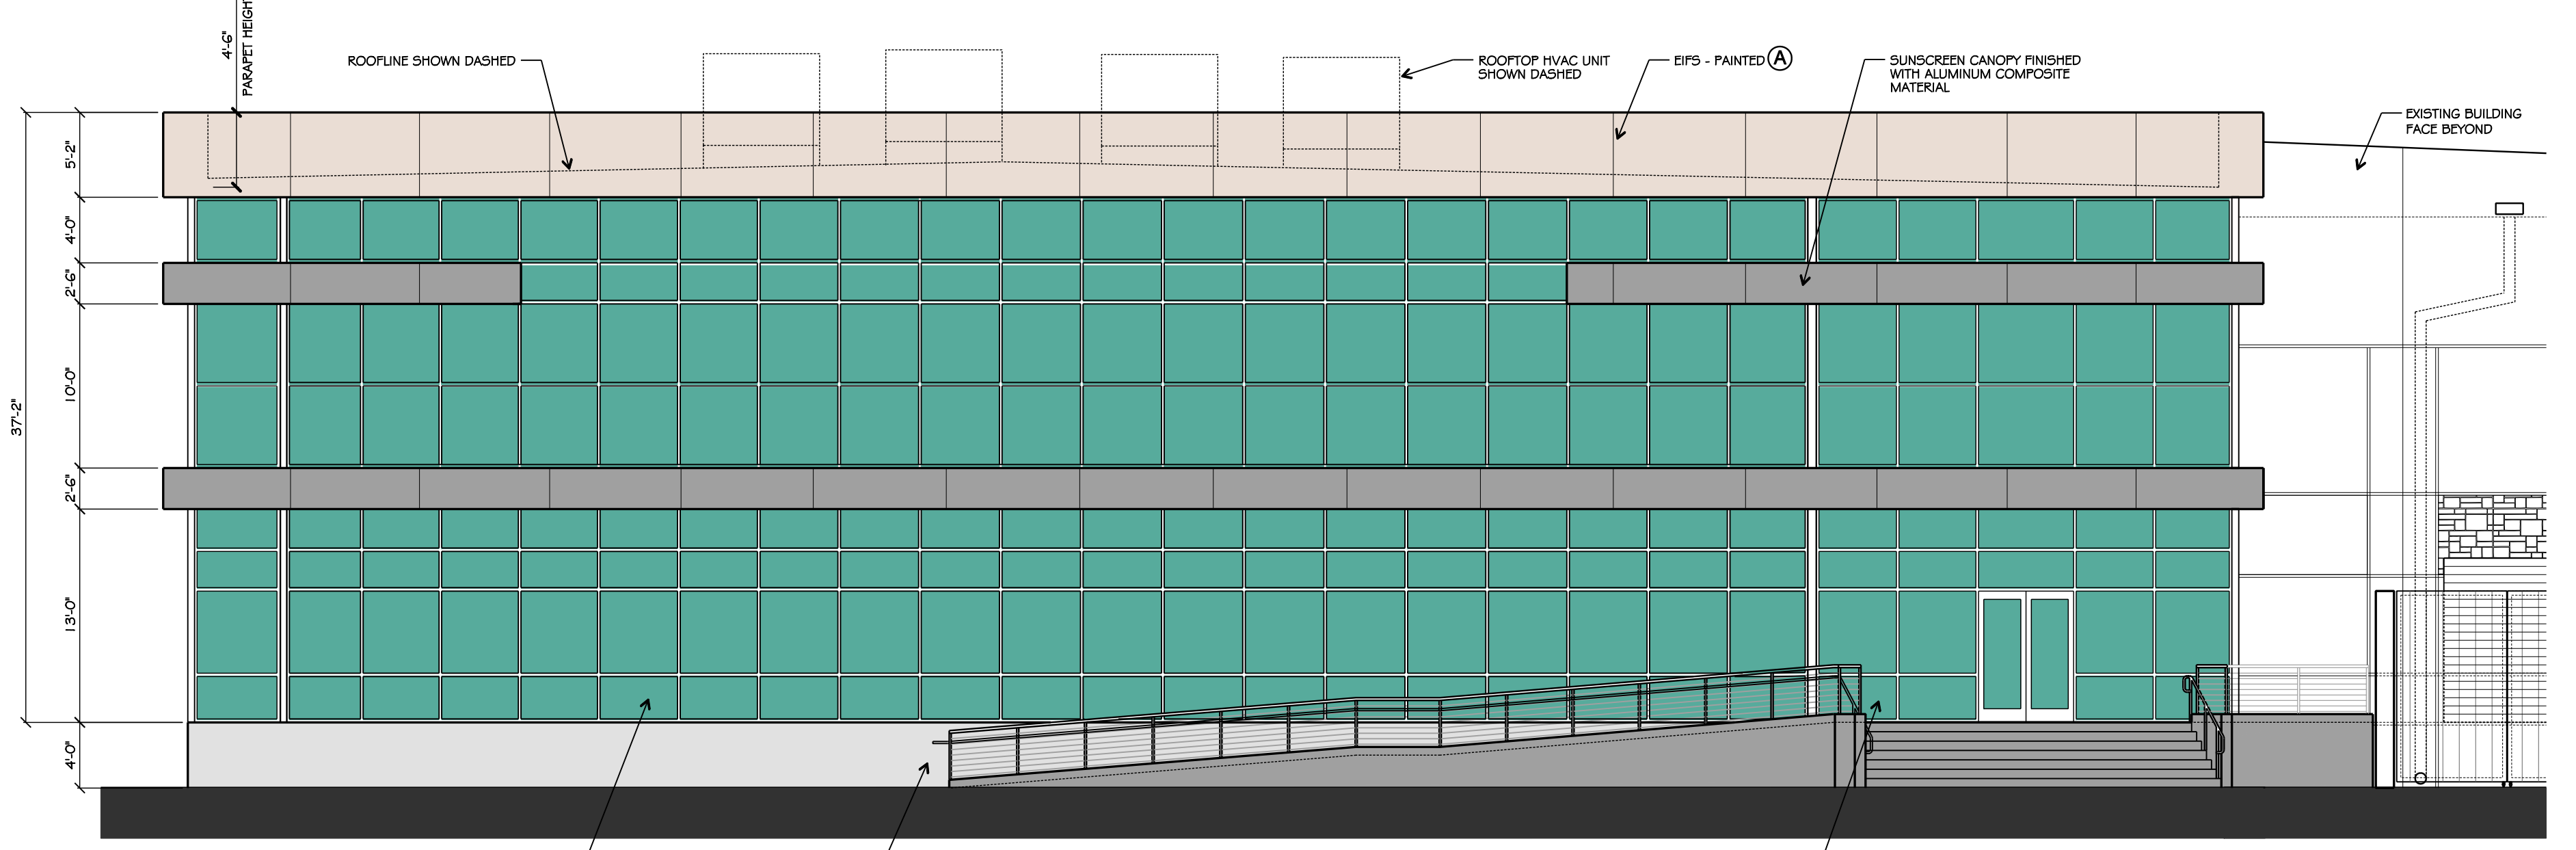 4'-6"
PARAPET HEIGHT
ROOFLINE SHOWN DASHED
ROOFTOP HVAC UNIT
SHOWN DASHED
EIFS - PAINTED A
SUNSCREEN CANOPY FINISHED
WITH ALUMINUM COMPOSITE
MATERIAL
EXISTING BUILDING
FACE BEYOND
37'-2"
5'-2"
4'-0"
2'-6"
10'-0"
2'-6"
13'-0"
4'-0"